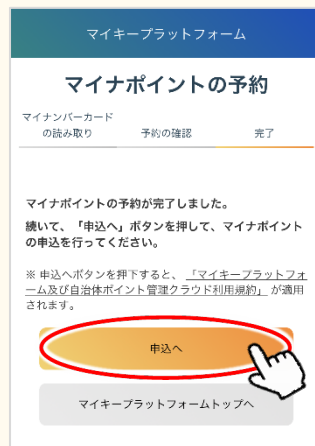 マイキープラットフォーム
マイナポイントの予約
マイナンバーカード
の読み取り
予約の確認
完了
マイナポイントの予約が完了しました。
続いて、「申込へ」ボタンを押して、マイナポイント
の申込を行ってください。
※ 申込へボタンを押下すると、「マイキープラットフォ
ーム及び自治体ポイント管理クラウド利用規約」 が適用
されます。
申込へ
マイキープラットフォームトップへ